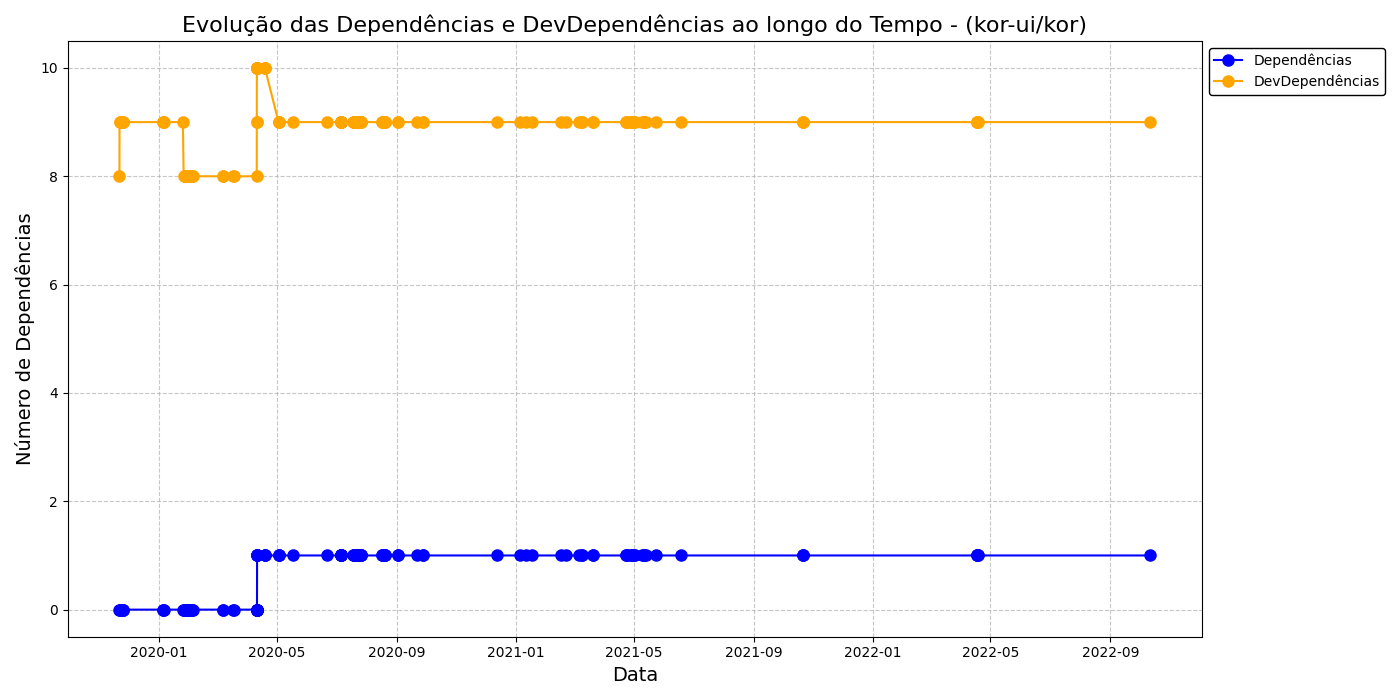 Evolução das Dependências e DevDependências ao longo do Tempo - (kor-ui/kor)
Dependências
DevDependências
Número de Dependências
10
8
6
4
2
0
2020-01 2020-05 2020-09 2021-01 2021-05 2021-09 2022-01 2022-05 2022-09
Data